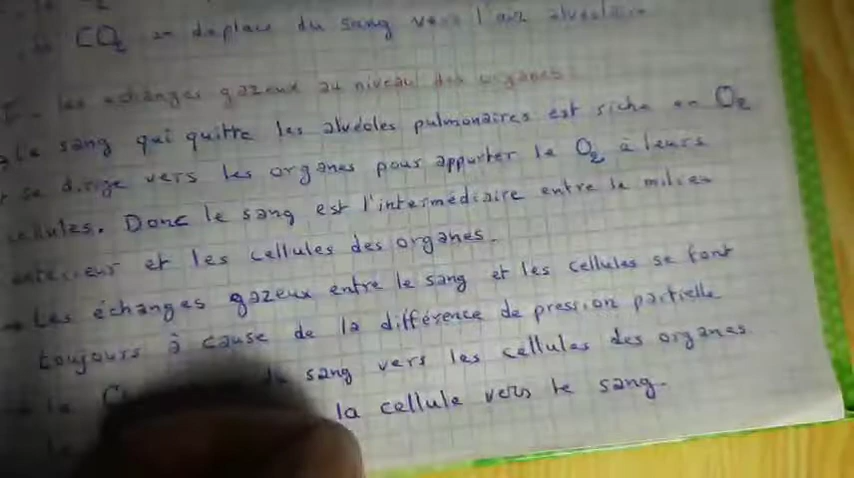 CO2 se deplace du sang vers l'air alvéolaire
les échanges gazeux au niveau des organes
Le sang qui quitte les alvéoles pulmonaires est riche en O2
se dirige vers les organes pour apporter le O2 à leurs
cellules. Donc le sang est l'intermédiaire entre le milieu
exterieur et les cellules des organes.
Les échanges gazeux entre le sang et les cellules se font
toujours à cause de la différence de pression partielle
le du sang vers les cellules des organes
la cellule vers le sang.